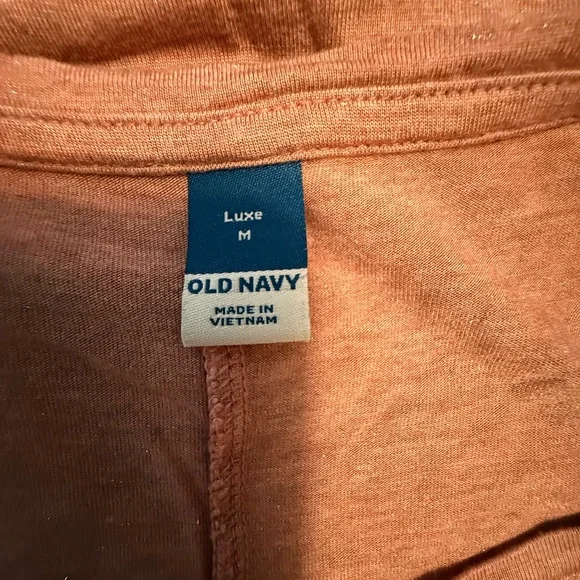 Luxe
M
OLD NAVY
MADE IN
VIETNAM